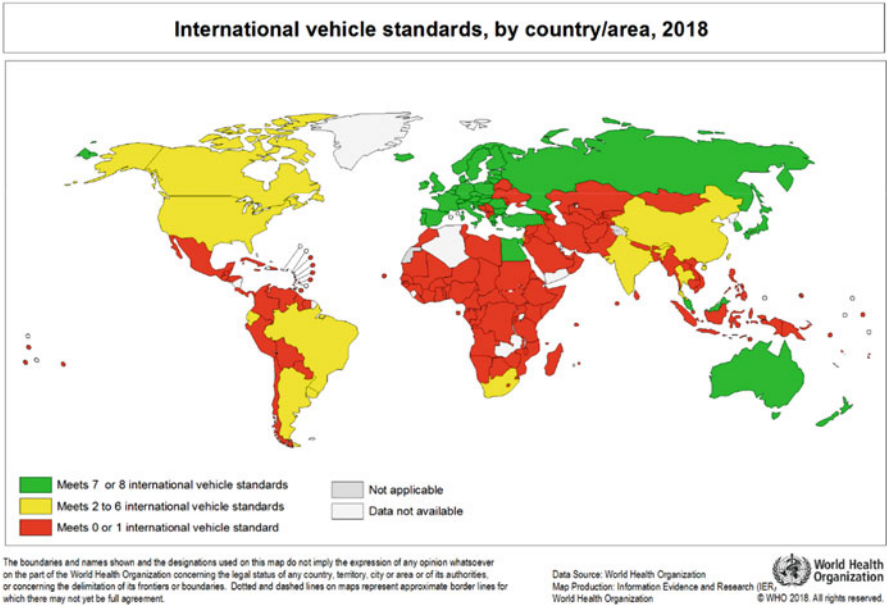 International vehicle standards, by country/area, 2018
Meets 7 or 8 international vehicle standards
Meets 2 to 6 international vehicle standards
Meets 0 or 1 international vehicle standard
Not applicable
Data not available
The boundaries and names shown and the designations used on this map do not imply the expression of any opinion whatsoever
on the part of the World Health Organization concerning the legal status of any country, territory, city or area or of its authorities,
or concerning the delimitation of its frontiers or boundaries. Dotted and dashed lines on maps represent approximate border lines for
which there may not yet be full agreement.
Data Source: World Health Organization
Map Production: Information Evidence and Research (IER,
World Health Organization
World Health
Organization
© WHO 2018. All rights reserved.